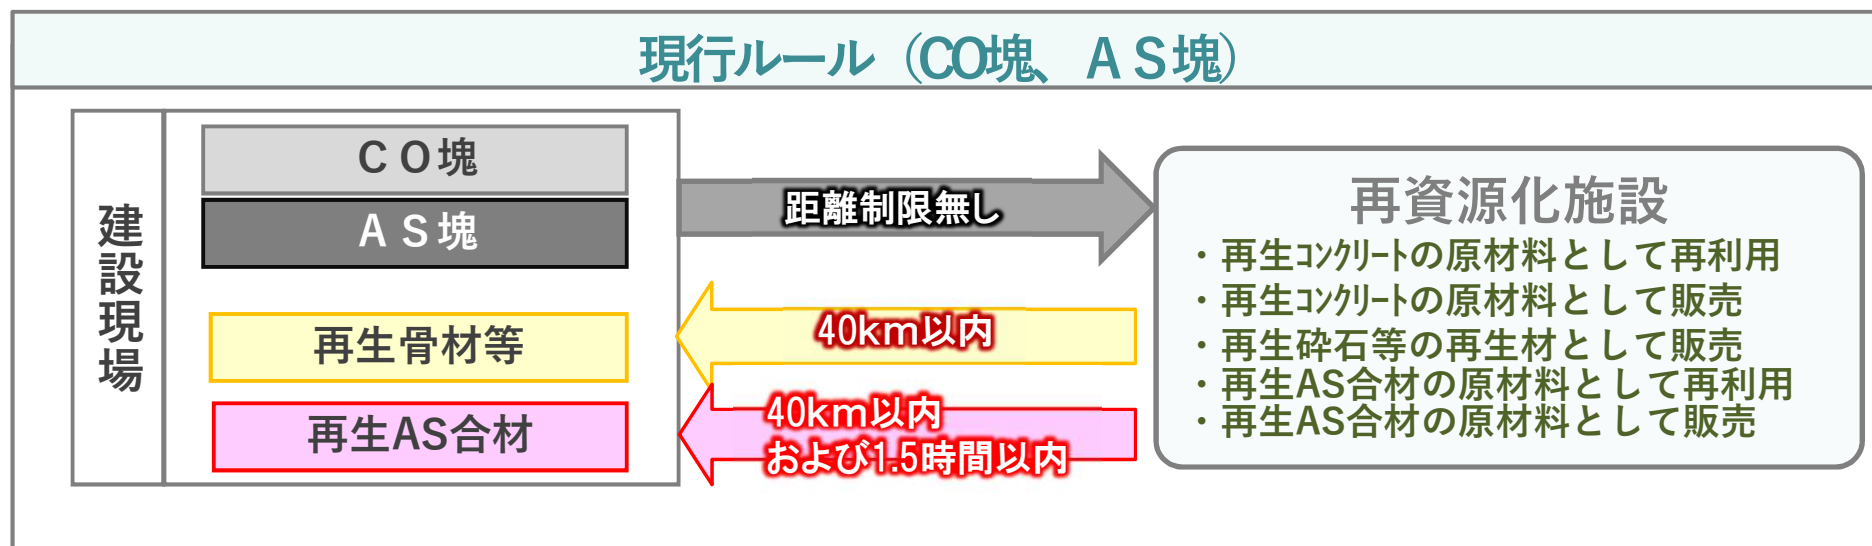 現行ルール（CO塊、ＡＳ塊）
建設現場
ＣＯ塊
ＡＳ塊
再生骨材等
再生AS合材
距離制限無し
40km以内
40km以内
および1.5時間以内
再資源化施設
・再生ｺﾝｸﾘｰﾄの原材料として再利用
・再生ｺﾝｸﾘｰﾄの原材料として販売
・再生砕石等の再生材として販売
・再生AS合材の原材料として再利用
・再生AS合材の原材料として販売